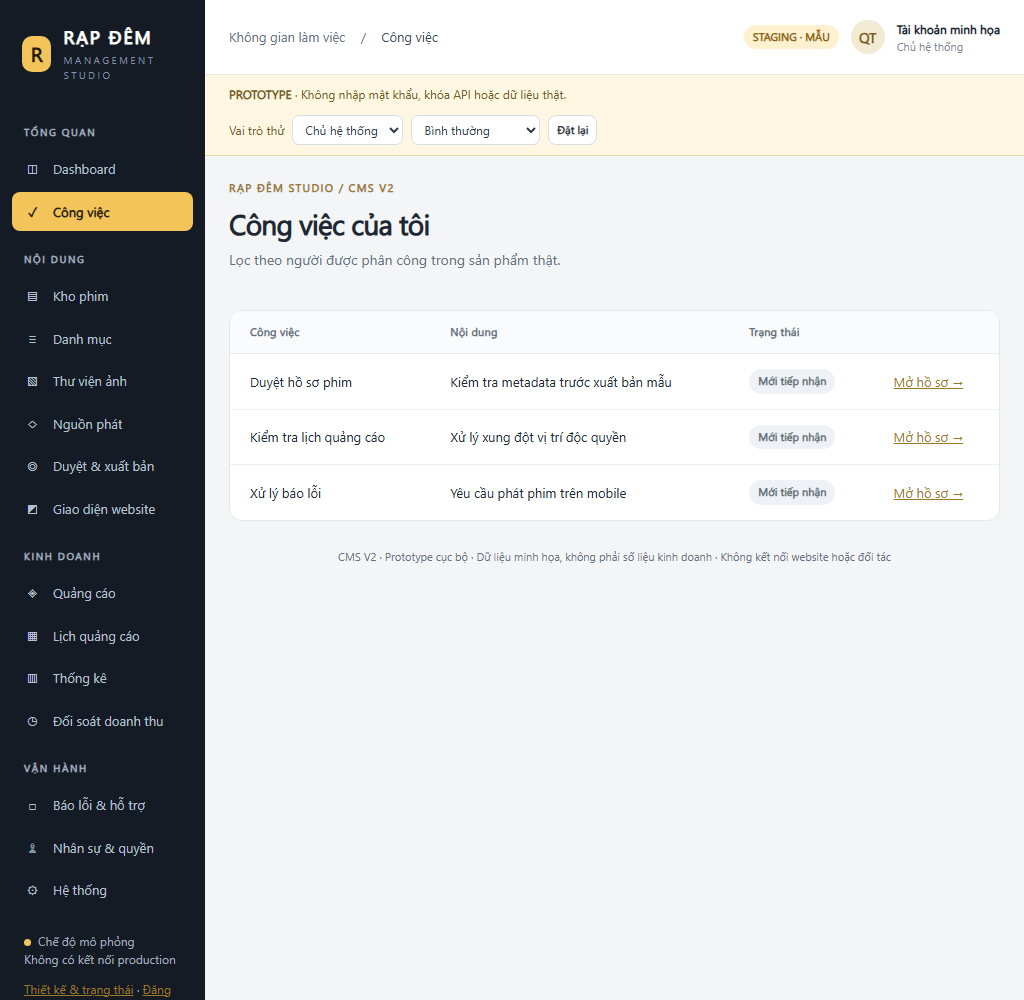 R
RẠP ĐÊM
MANAGEMENT
STUDIO
TỔNG QUAN
Dashboard
✓ Công việc
NỘI DUNG
Kho phim
Danh mục
Thư viện ảnh
Nguồn phát
Duyệt & xuất bản
Giao diện website
KINH DOANH
Quảng cáo
Lịch quảng cáo
Thống kê
Đối soát doanh thu
VẬN HÀNH
Báo lỗi & hỗ trợ
Nhân sự & quyền
Hệ thống
Chế độ mô phỏng
Không có kết nối production
Thiết kế & trạng thái · Đăng
Không gian làm việc / Công việc
STAGING · MẪU
QT
Tài khoản minh họa
Chủ hệ thống
PROTOTYPE · Không nhập mật khẩu, khóa API hoặc dữ liệu thật.
Vai trò thử Chủ hệ thống Bình thường Đặt lại
RẠP ĐÊM STUDIO / CMS V2
Công việc của tôi
Lọc theo người được phân công trong sản phẩm thật.
Công việc Nội dung Trạng thái
Duyệt hồ sơ phim Kiểm tra metadata trước xuất bản mẫu Mới tiếp nhận Mở hồ sơ →
Kiểm tra lịch quảng cáo Xử lý xung đột vị trí độc quyền Mới tiếp nhận Mở hồ sơ →
Xử lý báo lỗi Yêu cầu phát phim trên mobile Mới tiếp nhận Mở hồ sơ →
CMS V2 · Prototype cục bộ · Dữ liệu minh họa, không phải số liệu kinh doanh · Không kết nối website hoặc đối tác